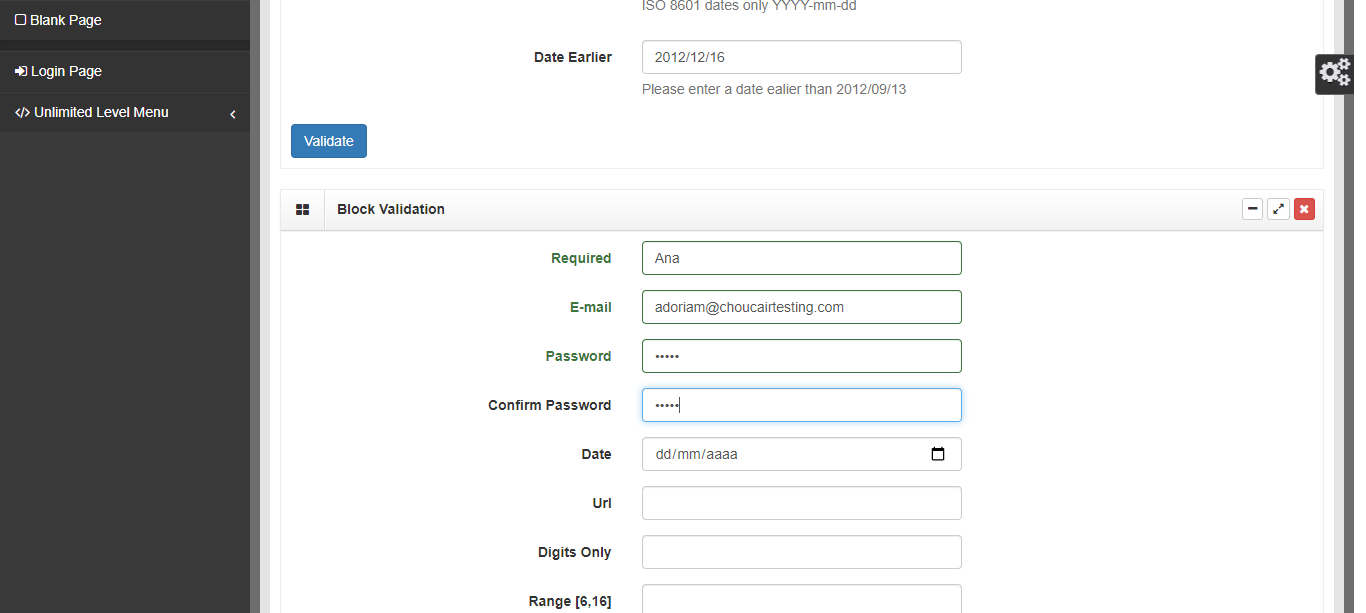 Blank Page
Login Page
Unlimited Level Menu
ISO 8601 dates only YYYY-mm-dd
Date Earlier 2012/12/16
Please enter a date ealier than 2012/09/13
Validate
Block Validation
Required Ana
E-mail adoriam@choucairtesting.com
Password •••••
Confirm Password •••••
Date dd/mm/aaaa
Url
Digits Only
Range [6,16]